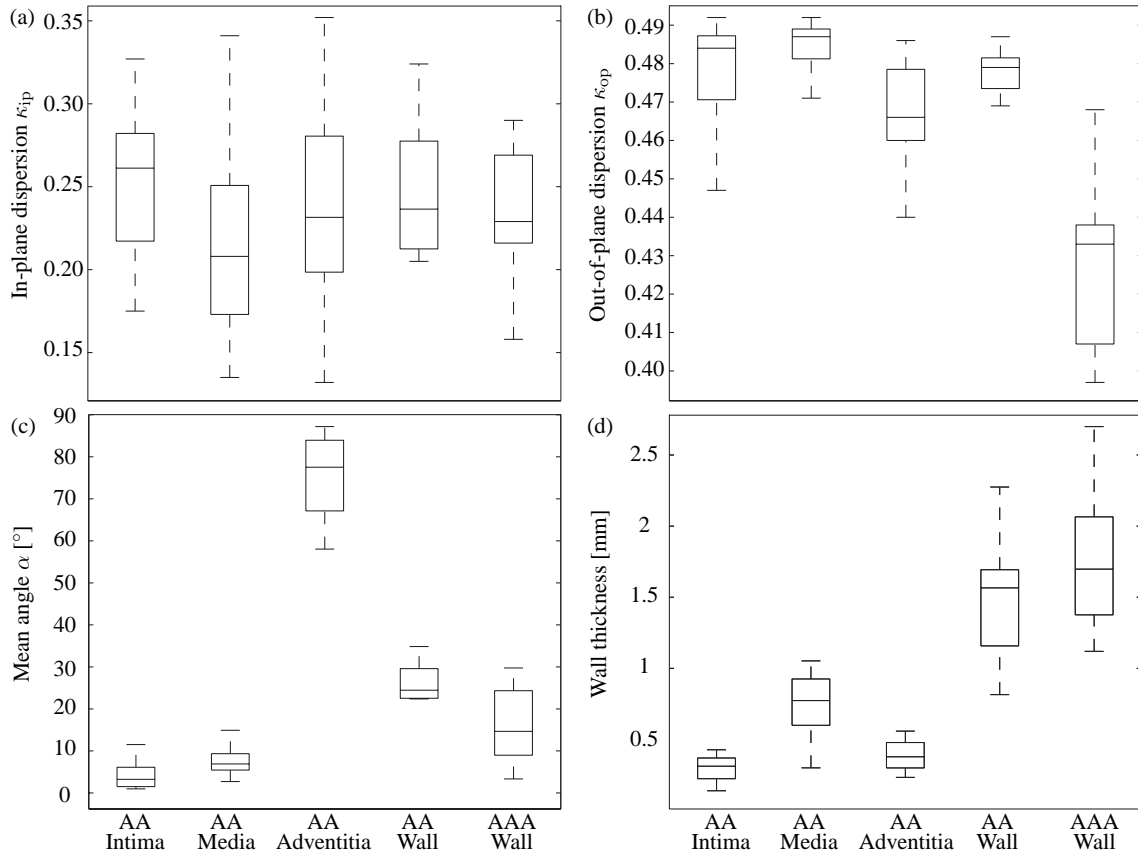 (a)
In-plane dispersion κip
0.35
0.30
0.25
0.20
0.15
(b)
Out-of-plane dispersion κop
0.49
0.48
0.47
0.46
0.45
0.44
0.43
0.42
0.41
0.40
(c)
Mean angle α [°]
90
80
70
60
50
40
30
20
10
0
AA Intima
AA Media
AA Adventitia
AA Wall
AAA Wall
(d)
Wall thickness [mm]
2.5
2
1.5
1
0.5
AA Intima
AA Media
AA Adventitia
AA Wall
AAA Wall